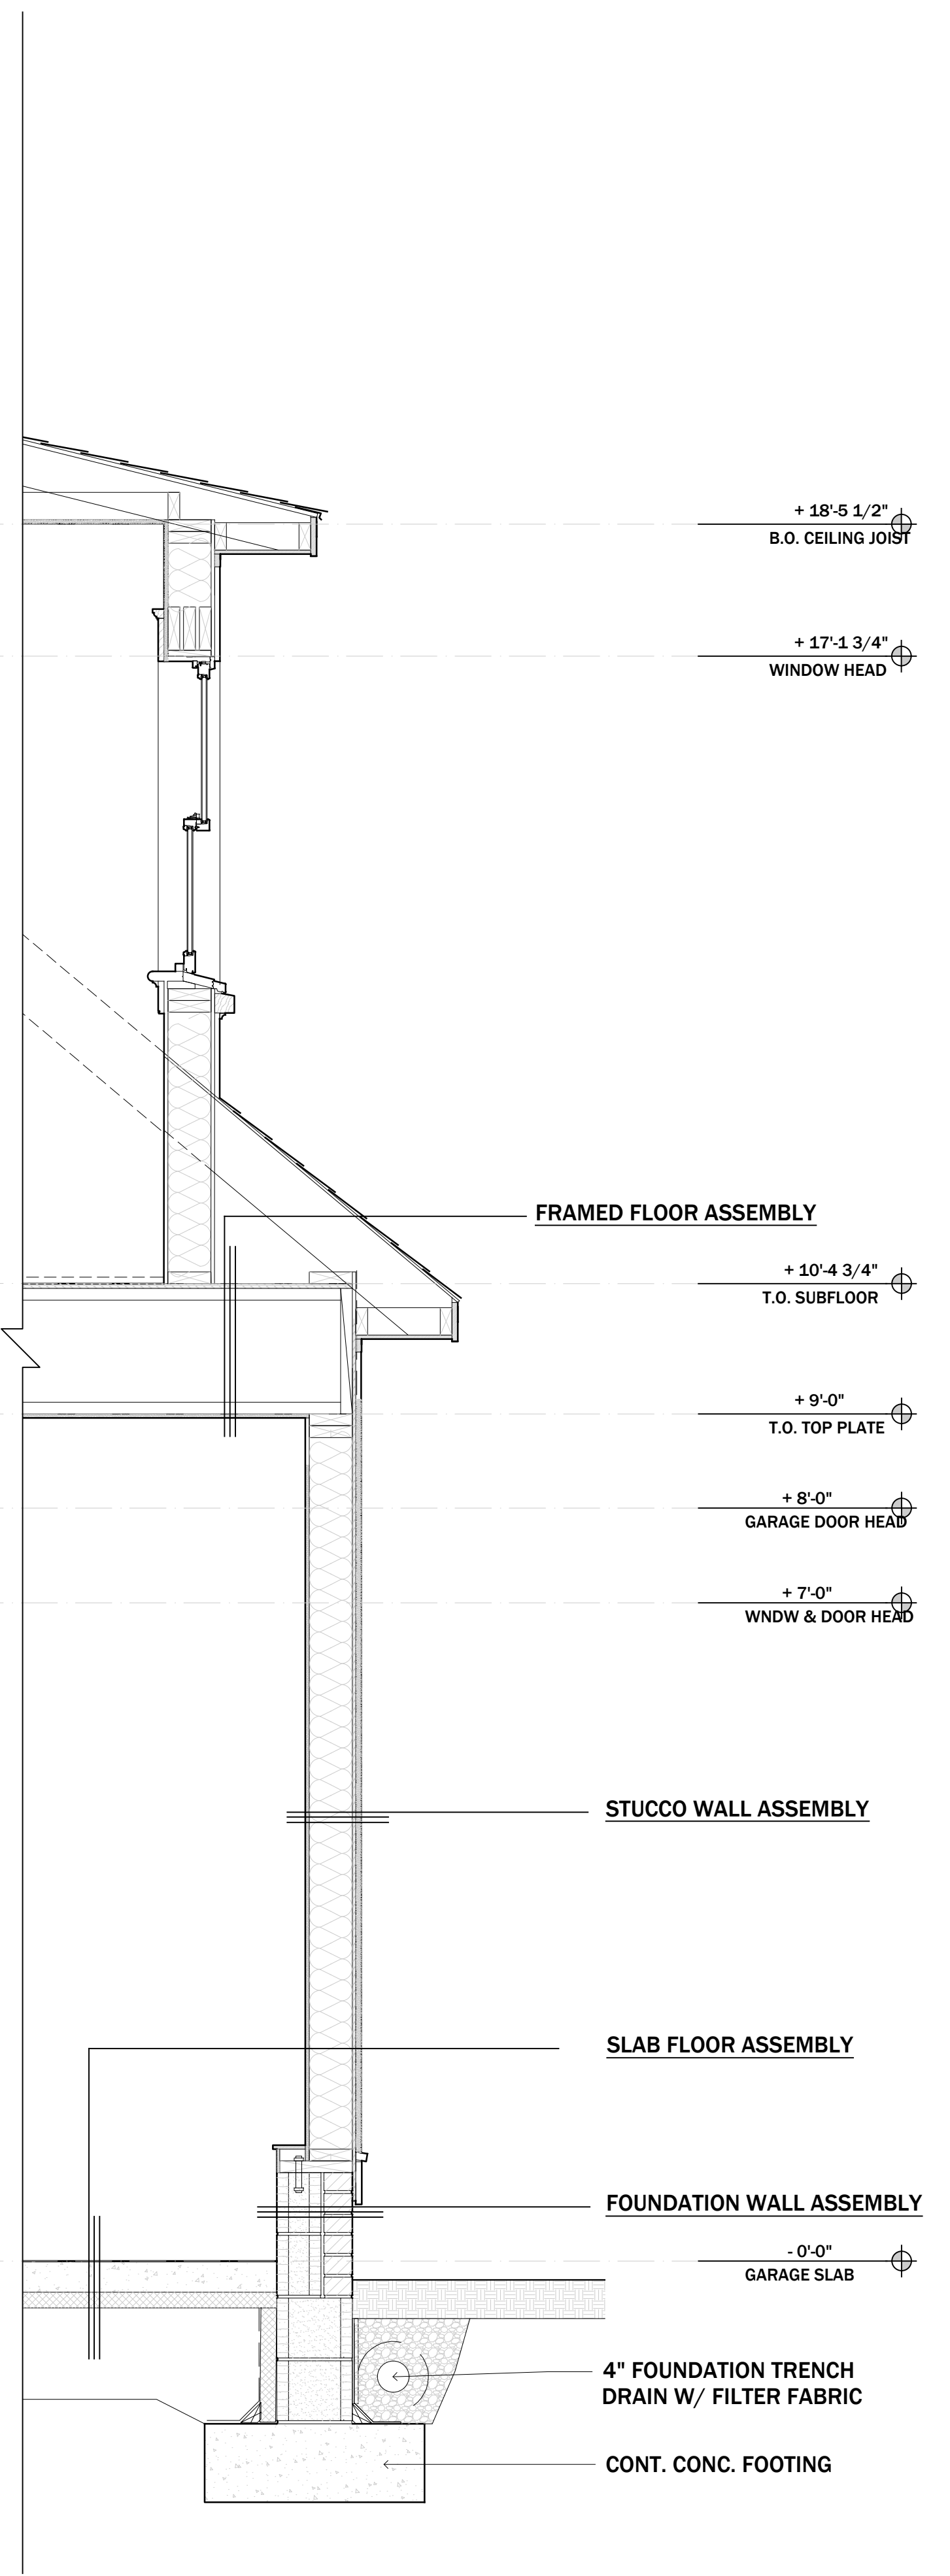 + 18'-5 1/2"
B.O. CEILING JOIST
+ 17'-1 3/4"
WINDOW HEAD
FRAMED FLOOR ASSEMBLY
+ 10'-4 3/4"
T.O. SUBFLOOR
+ 9'-0"
T.O. TOP PLATE
+ 8'-0"
GARAGE DOOR HEAD
+ 7'-0"
WNDW & DOOR HEAD
STUCCO WALL ASSEMBLY
SLAB FLOOR ASSEMBLY
FOUNDATION WALL ASSEMBLY
- 0'-0"
GARAGE SLAB
4" FOUNDATION TRENCH
DRAIN W/ FILTER FABRIC
CONT. CONC. FOOTING